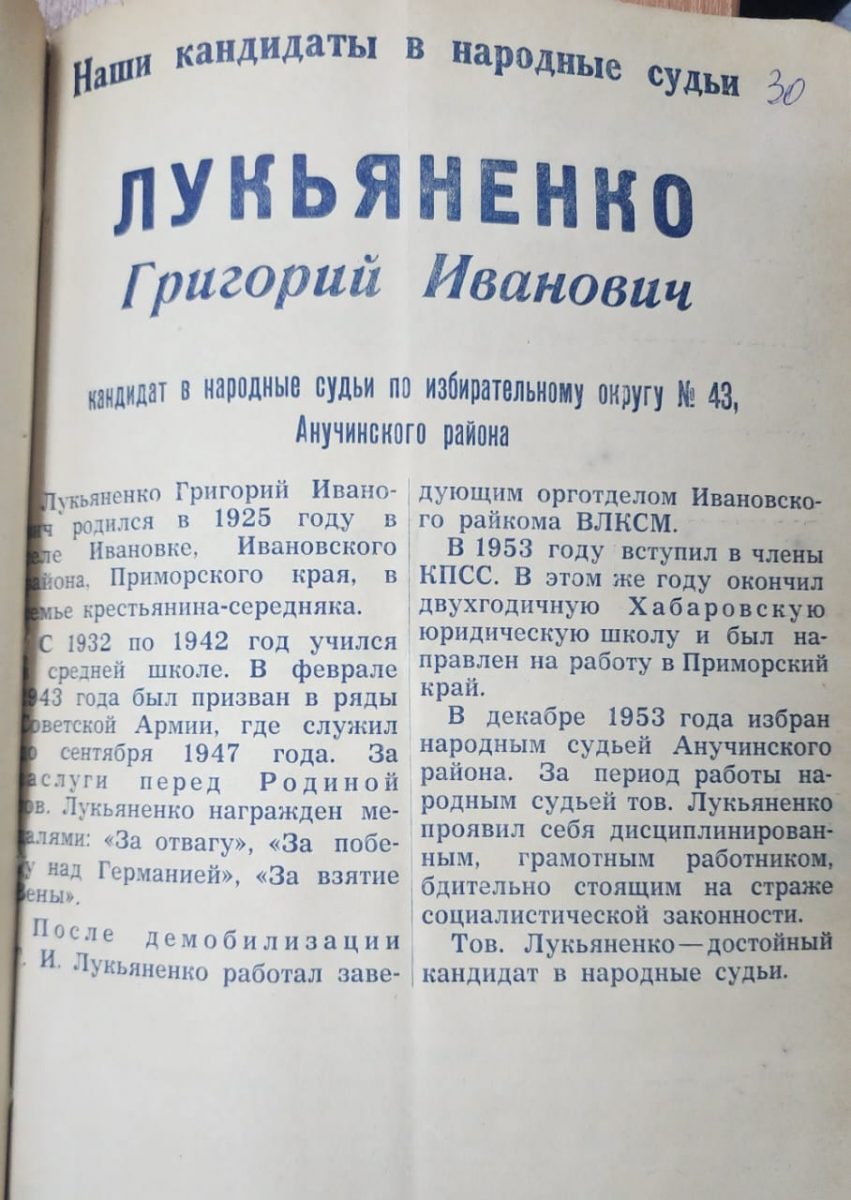 Наши кандидаты в народные судьи 30
ЛУКЬЯНЕНКО
Григорий Иванович
кандидат в народные судьи по избирательному округу № 43,
Анучинского района
Лукьяненко Григорий Ивано-
вич родился в 1925 году в
селе Ивановке, Ивановского
района, Приморского края, в
семье крестьянина-середняка.
С 1932 по 1942 год учился
в средней школе. В феврале
1943 года был призван в ряды
Советской Армии, где служил
до сентября 1947 года. За
заслуги перед Родиной
тов. Лукьяненко награжден ме-
далями: «За отвагу», «За побе-
ду над Германией», «За взятие
Вены».
После демобилизации
Г. И. Лукьяненко работал заве-
дующим орготделом Ивановско-
го райкома ВЛКСМ.
В 1953 году вступил в члены
КПСС. В этом же году окончил
двухгодичную Хабаровскую
юридическую школу и был на-
правлен на работу в Приморский
край.
В декабре 1953 года избран
народным судьей Анучинского
района. За период работы на-
родным судьей тов. Лукьяненко
проявил себя дисциплинирован-
ным, грамотным работником,
бдительно стоящим на страже
социалистической законности.
Тов. Лукьяненко—достойный
кандидат в народные судьи.